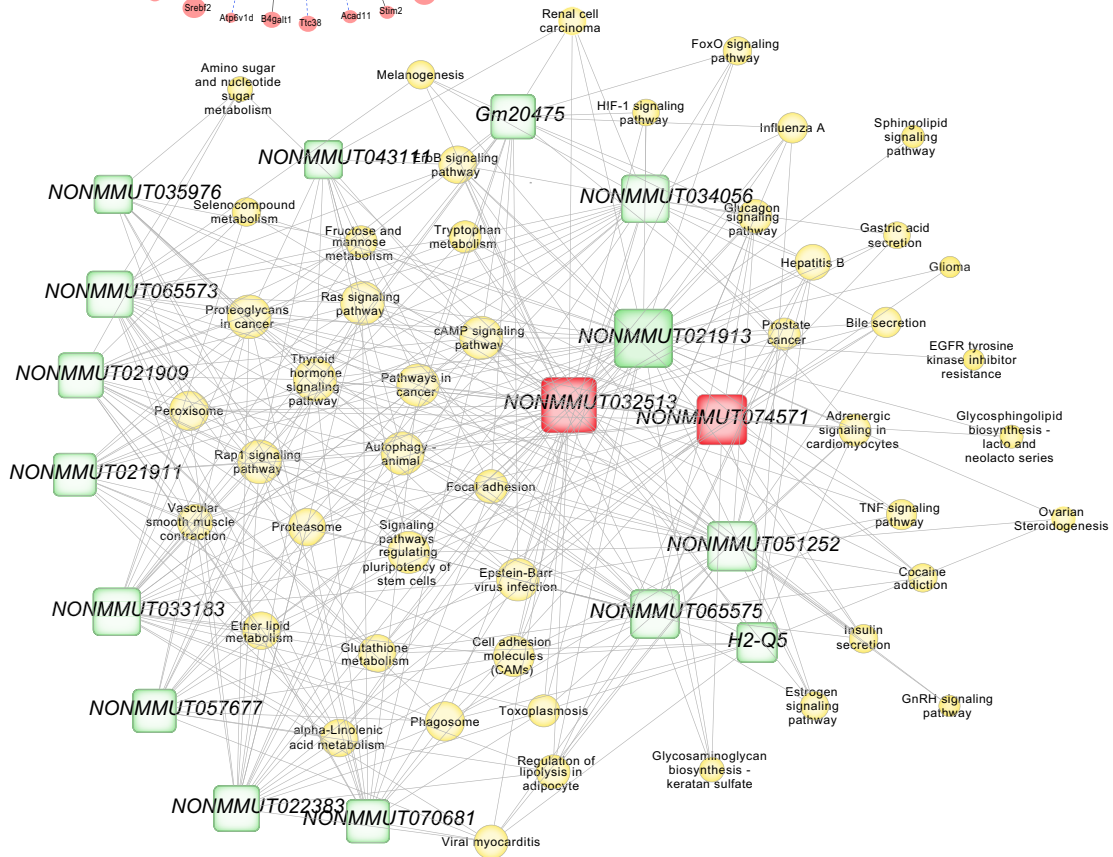 Srebf2
Atp6v1d
B4galt1
Ttc38
Acad11
Stim2
Renal cell
carcinoma
FoxO signaling
pathway
Amino sugar
and nucleotide
sugar
metabolism
Melanogenesis
Gm20475
HIF-1 signaling
pathway
Influenza A
Sphingolipid
signaling
pathway
NONMMUT043111
ErbB signaling
pathway
NONMMUT035976
Selenocompound
metabolism
NONMMUT034056
Glucagon
signaling
pathway
Fructose and
mannose
metabolism
Tryptophan
metabolism
Gastric acid
secretion
Hepatitis B
Glioma
NONMMUT065573
Proteoglycans
in cancer
Ras signaling
pathway
cAMP signaling
pathway
NONMMUT021913
Prostate
cancer
Bile secretion
EGFR tyrosine
kinase inhibitor
resistance
NONMMUT021909
Thyroid
hormone
signaling
pathway
Pathways in
cancer
NONMMUT032513
NONMMUT074571
Peroxisome
Adrenergic
signaling in
cardiomyocytes
Glycosphingolipid
biosynthesis -
lacto and
neolacto series
NONMMUT021911
Rap1 signaling
pathway
Autophagy -
animal
Focal adhesion
Vascular
smooth muscle
contraction
Proteasome
Signaling
pathways
regulating
pluripotency of
stem cells
TNF signaling
pathway
Ovarian
Steroidogenesis
NONMMUT051252
Epstein-Barr
virus infection
Cocaine
addiction
NONMMUT033183
Ether lipid
metabolism
Glutathione
metabolism
Cell adhesion
molecules
(CAMs)
NONMMUT065575
H2-Q5
Insulin
secretion
NONMMUT057677
alpha-Linolenic
acid metabolism
Phagosome
Toxoplasmosis
Estrogen
signaling
pathway
GnRH signaling
pathway
Regulation of
lipolysis in
adipocyte
Glycosaminoglycan
biosynthesis -
keratan sulfate
NONMMUT022383
NONMMUT070681
Viral myocarditis